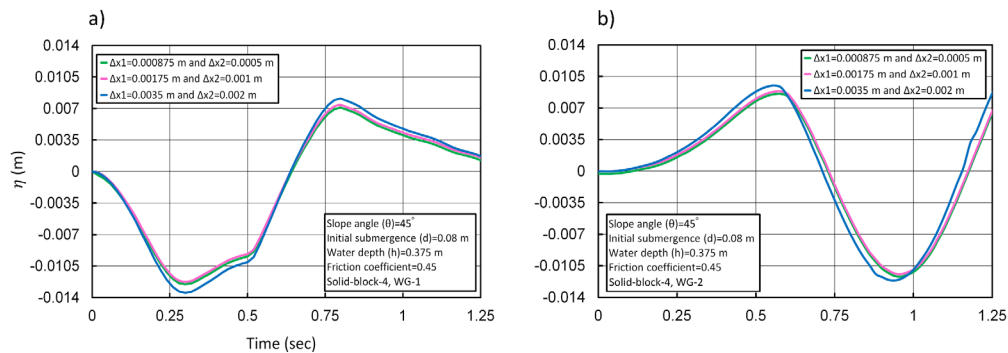 a)
0.014
0.0105
0.007
0.0035
0
-0.0035
-0.007
-0.0105
-0.014
η (m)
Δx1=0.000875 m and Δx2=0.0005 m
Δx1=0.00175 m and Δx2=0.001 m
Δx1=0.0035 m and Δx2=0.002 m
Slope angle (θ)=45°
Initial submergence (d)=0.08 m
Water depth (h)=0.375 m
Friction coefficient=0.45
Solid-block-4, WG-1
0 0.25 0.50 0.75 1 1.25
Time (sec)
b)
0.014
0.0105
0.007
0.0035
0
-0.0035
-0.007
-0.0105
-0.014
Δx1=0.000875 m and Δx2=0.0005 m
Δx1=0.00175 m and Δx2=0.001 m
Δx1=0.0035 m and Δx2=0.002 m
Slope angle (θ)=45°
Initial submergence (d)=0.08 m
Water depth (h)=0.375 m
Friction coefficient=0.45
Solid-block-4, WG-2
0 0.25 0.50 0.75 1 1.25
Time (sec)